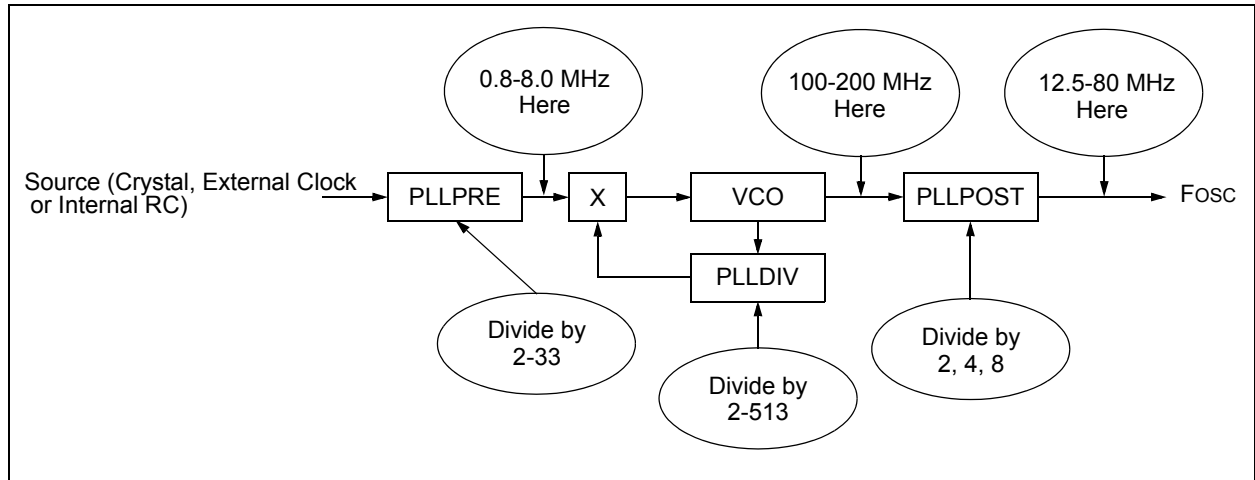 0.8-8.0 MHz
Here
100-200 MHz
Here
12.5-80 MHz
Here
Source (Crystal, External Clock
or Internal RC)
PLLPRE
X
VCO
PLLPOST
FOSC
PLLDIV
Divide by
2-33
Divide by
2-513
Divide by
2, 4, 8